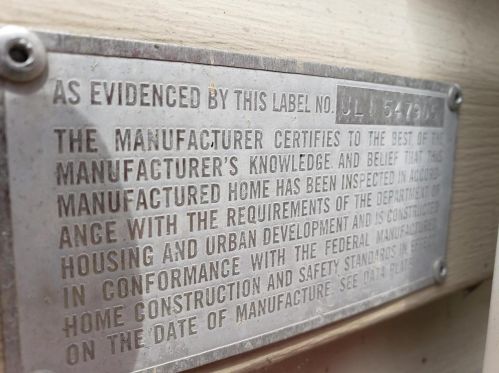 AS EVIDENCED BY THIS LABEL NO.
THE MANUFACTURER CERTIFIES TO THE BEST OF THE
MANUFACTURER'S KNOWLEDGE AND BELIEF THAT THIS
MANUFACTURED HOME HAS BEEN INSPECTED IN ACCORD-
ANCE WITH THE REQUIREMENTS OF THE DEPARTMENT OF
HOUSING AND URBAN DEVELOPMENT AND IS CONSTRUCTED
IN CONFORMANCE WITH THE FEDERAL MANUFACTURED
HOME CONSTRUCTION AND SAFETY STANDARDS IN EFFECT
ON THE DATE OF MANUFACTURE. SEE DATA PLATE